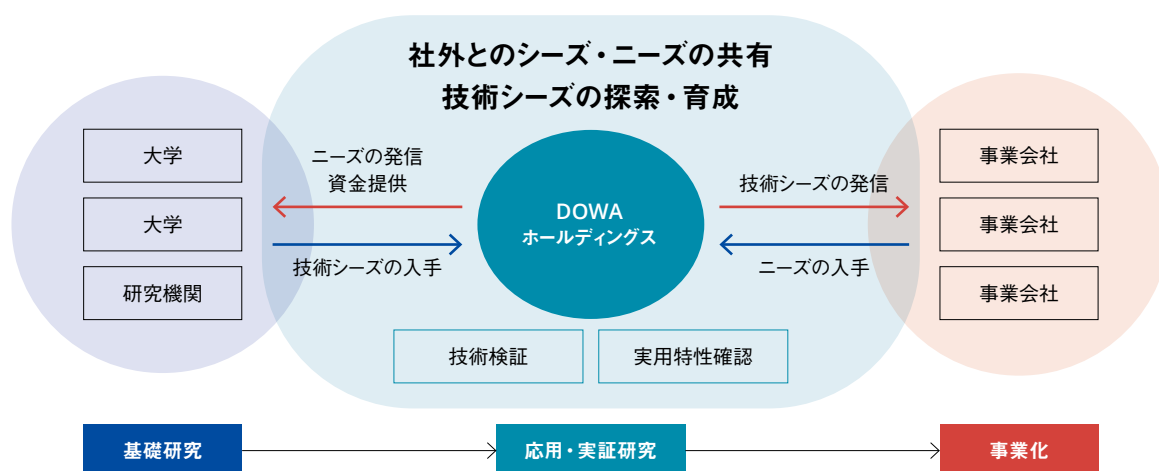 社外とのシーズ・ニーズの共有
技術シーズの探索・育成
大学
大学
研究機関
ニーズの発信
資金提供
技術シーズの入手
DOWA
ホールディングス
技術シーズの発信
ニーズの入手
事業会社
事業会社
事業会社
技術検証
実用特性確認
基礎研究
応用・実証研究
事業化